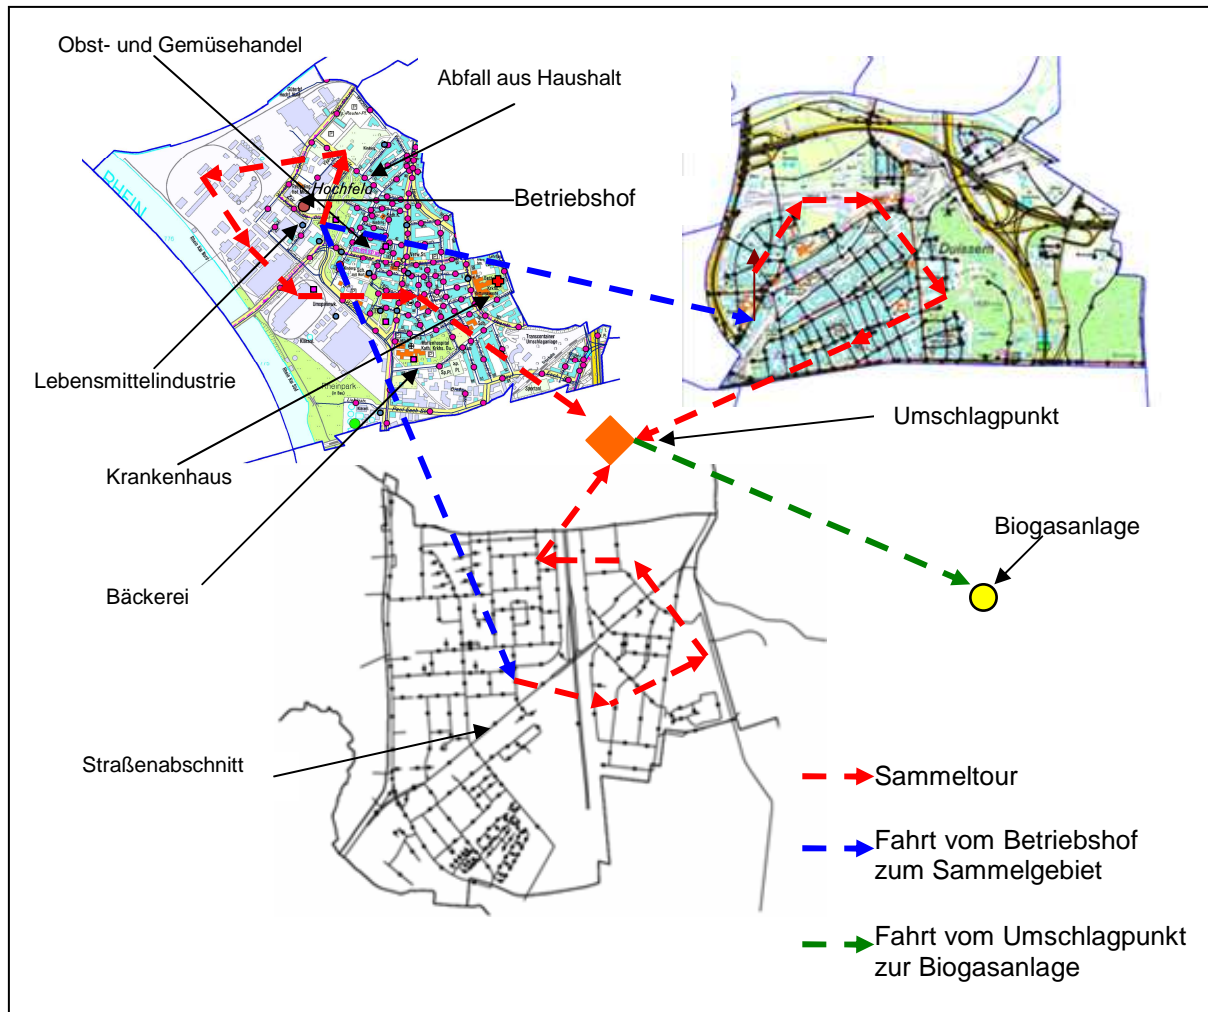 Obst- und Gemüsehandel
Abfall aus Haushalt
RHEIN
Hochfeld
Betriebshof
Duissern
Lebensmittelindustrie
Rheinpark
Umschlagpunkt
Krankenhaus
Biogasanlage
Bäckerei
Straßenabschnitt
Sammeltour
Fahrt vom Betriebshof
zum Sammelgebiet
Fahrt vom Umschlagpunkt
zur Biogasanlage